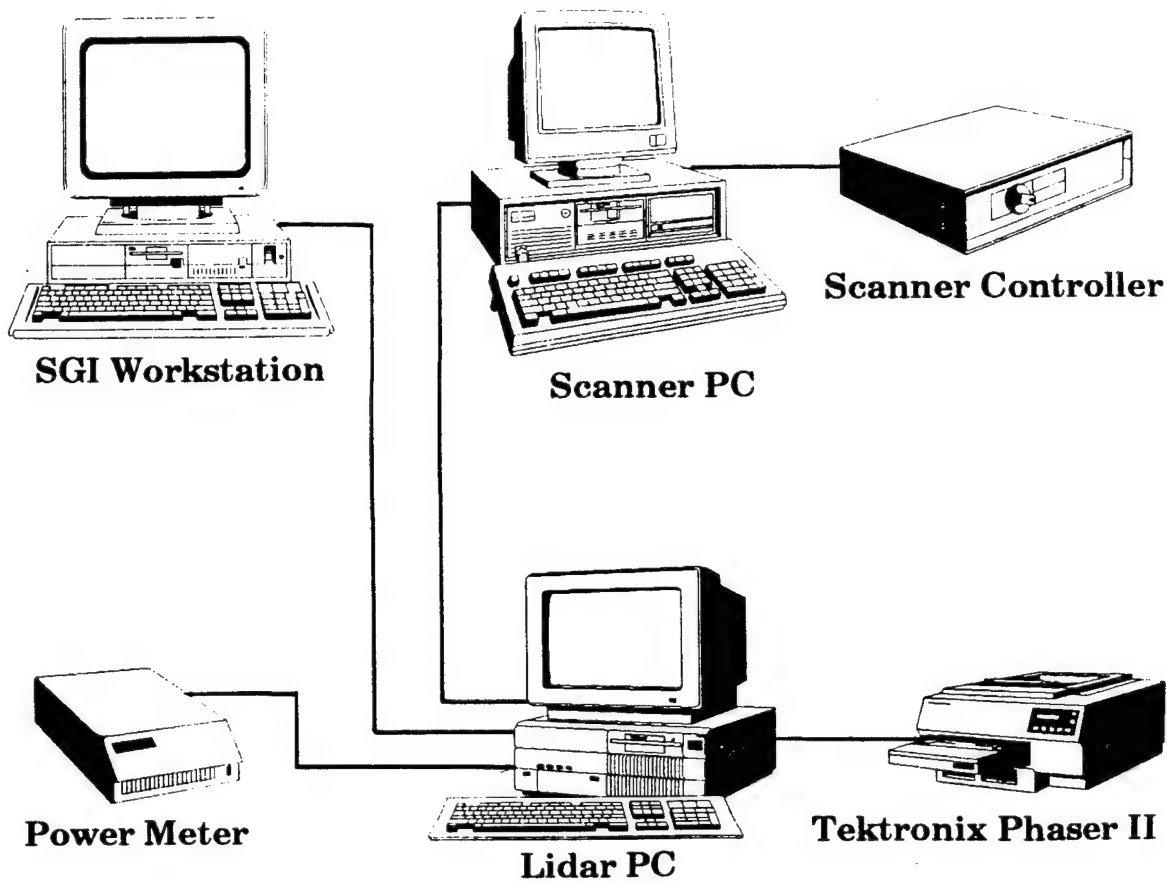 SGI Workstation
Scanner PC
Scanner Controller
Power Meter
Lidar PC
Tektronix Phaser II